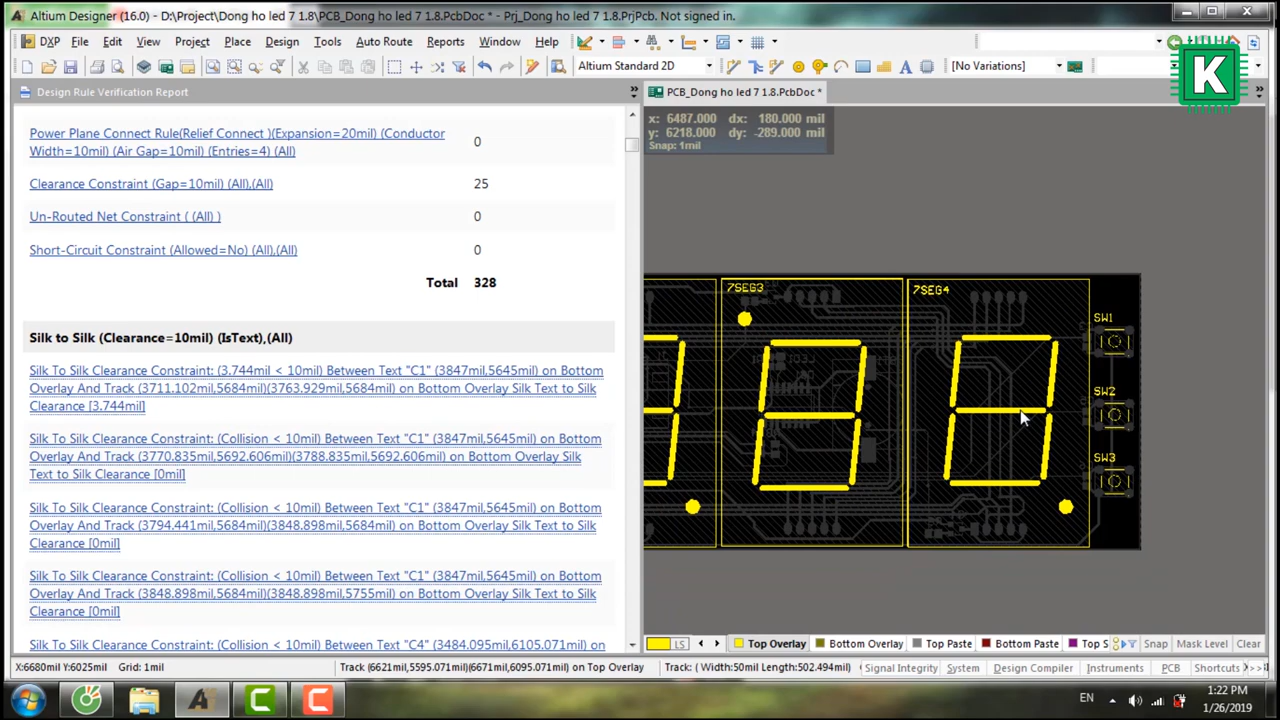 Altium Designer (16.0) - D:\Project\Dong ho led 7 1.8\PCB_Dong ho led 7 1.8.PcbDoc * - Prj_Dong ho led 7 1.8.PrjPcb. Not signed in.
DXP File Edit View Project Place Design Tools Auto Route Reports Window Help
Altium Standard 2D [No Variations]
K
Design Rule Verification Report
PCB_Dong ho led 7 1.8.PcbDoc *
x: 6487.000 dx: 180.000 mil
y: 6218.000 dy: -289.000 mil
Snap: 1mil
Power Plane Connect Rule(Relief Connect )(Expansion=20mil) (Conductor
Width=10mil) (Air Gap=10mil) (Entries=4) (All)
0
Clearance Constraint (Gap=10mil) (All),(All) 25
Un-Routed Net Constraint ( (All) ) 0
Short-Circuit Constraint (Allowed=No) (All),(All) 0
Total 328
Silk to Silk (Clearance=10mil) (IsText),(All)
Silk To Silk Clearance Constraint: (3.744mil < 10mil) Between Text "C1" (3847mil,5645mil) on Bottom
Overlay And Track (3711.102mil,5684mil)(3763.929mil,5684mil) on Bottom Overlay Silk Text to Silk
Clearance [3.744mil]
Silk To Silk Clearance Constraint: (Collision < 10mil) Between Text "C1" (3847mil,5645mil) on Bottom
Overlay And Track (3770.835mil,5692.606mil)(3788.835mil,5692.606mil) on Bottom Overlay Silk
Text to Silk Clearance [0mil]
Silk To Silk Clearance Constraint: (Collision < 10mil) Between Text "C1" (3847mil,5645mil) on Bottom
Overlay And Track (3794.441mil,5684mil)(3848.898mil,5684mil) on Bottom Overlay Silk Text to Silk
Clearance [0mil]
Silk To Silk Clearance Constraint: (Collision < 10mil) Between Text "C1" (3847mil,5645mil) on Bottom
Overlay And Track (3848.898mil,5684mil)(3848.898mil,5755mil) on Bottom Overlay Silk Text to Silk
Clearance [0mil]
Silk To Silk Clearance Constraint: (Collision < 10mil) Between Text "C4" (3484.095mil,6105.071mil) on
7SEG3
7SEG4
SW1
SW2
SW3
LS Top Overlay Bottom Overlay Top Paste Bottom Paste Top S Snap Mask Level Clear
X:6680mil Y:6025mil Grid: 1mil Track (6621mil,5595.071mil)(6671mil,6095.071mil) on Top Overlay Track: ( Width:50mil Length:502.494mil) Signal Integrity System Design Compiler Instruments PCB Shortcuts >>
EN 1:22 PM
1/26/2019